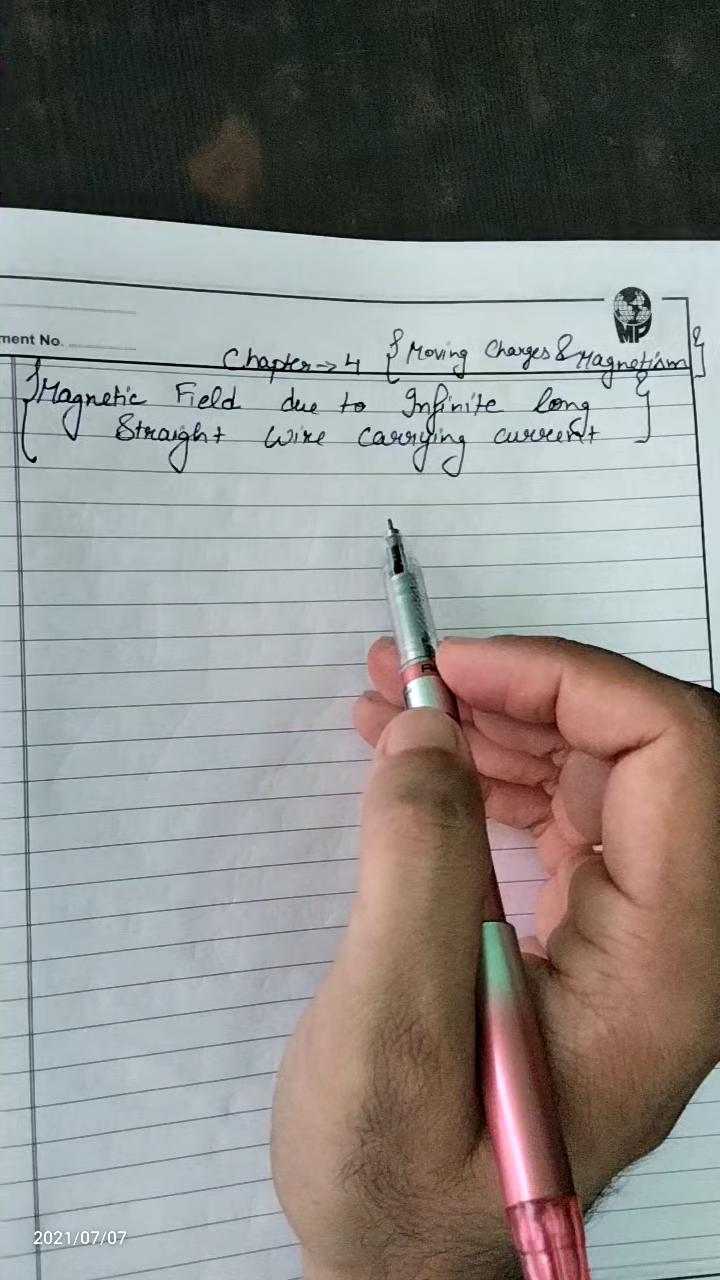 MP
ment No.
Chapter→4 {Moving Charges & Magnetism}
{Magnetic Field due to Infinite long
Straight wire carrying current}
2021/07/07